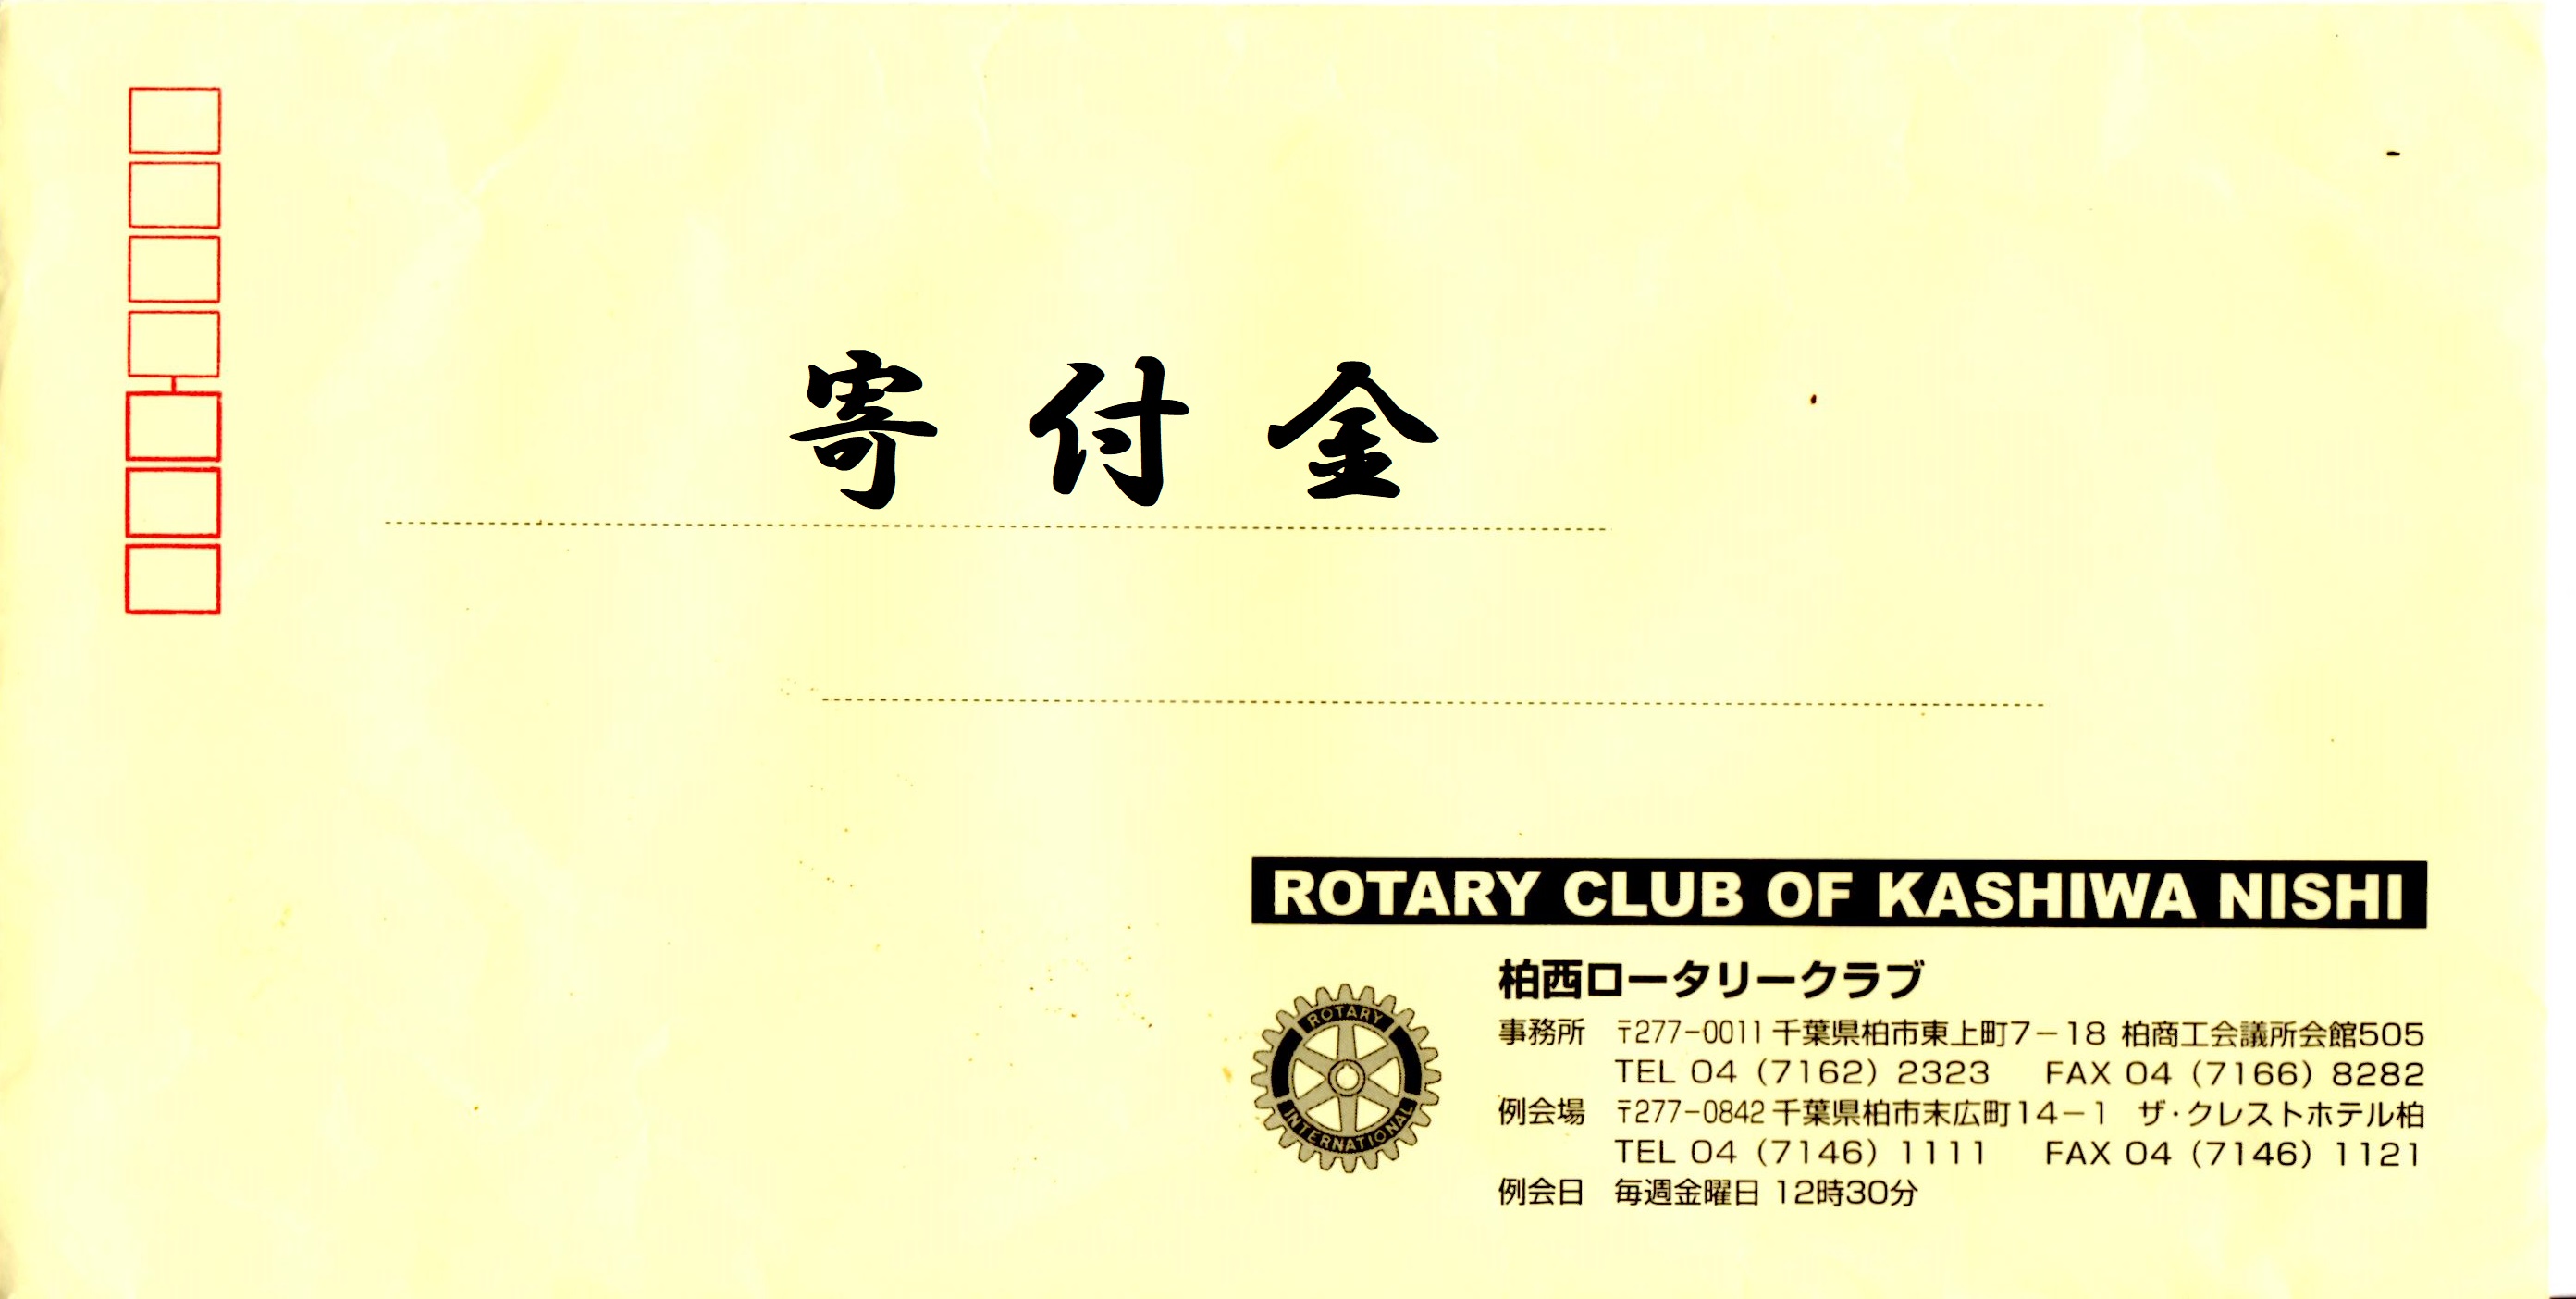 寄付金
ROTARY CLUB OF KASHIWA NISHI
柏西ロータリークラブ
ROTARY
INTERNATIONAL
事務所 〒277-0011 千葉県柏市東上町7-18 柏商工会議所会館505
TEL 04 (7162) 2323 FAX 04 (7166) 8282
例会場 〒277-0842 千葉県柏市末広町14-1 ザ・クレストホテル柏
TEL 04 (7146) 1111 FAX 04 (7146) 1121
例会日 毎週金曜日 12時30分